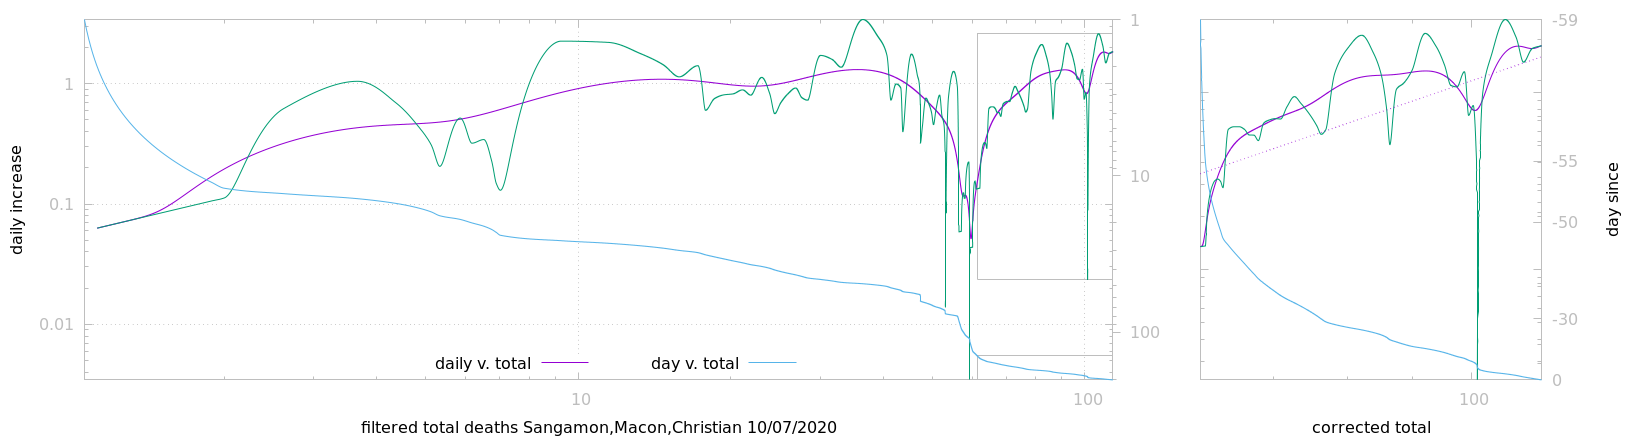 1
0.1
0.01
daily increase
daily v. total
day v. total
10
100
filtered total deaths Sangamon,Macon,Christian 10/07/2020
1
10
100
-59
-55
-50
-30
0
day since
100
corrected total